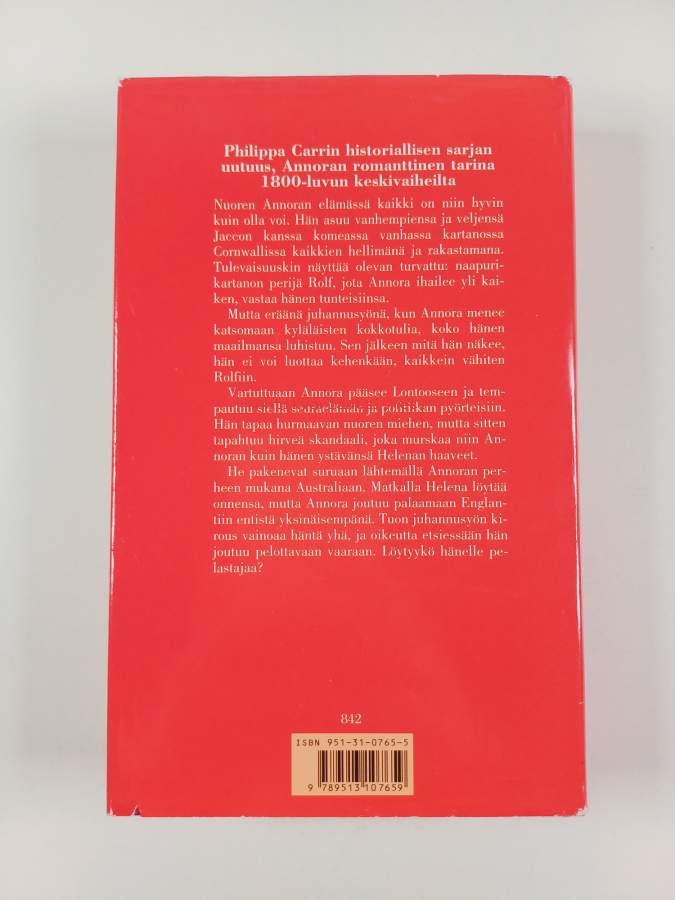 Philippa Carrin historiallisen sarjan
uutuus, Annoran romanttinen tarina
1800-luvun keskivaiheilta
Nuoren Annoran elämässä kaikki on niin hyvin
kuin olla voi. Hän asuu vanhempiensa ja veljensä
Jaccon kanssa komeassa vanhassa kartanossa
Cornwallissa kaikkien hellimänä ja rakastamana.
Tulevaisuuskin näyttää olevan turvattu: naapuri-
kartanon perijä Rolf, jota Annora ihailee yli kai-
ken, vastaa hänen tunteisiinsa.
Mutta eräänä juhannusyönä, kun Annora menee
katsomaan kyläläisten kokkotulia, koko hänen
maailmansa luhistuu. Sen jälkeen mitä hän näkee,
hän ei voi luottaa kehenkään, kaikkein vähiten
Rolfiin.
Vartuttuaan Annora pääsee Lontooseen ja tem-
pautuu siellä seuraelämän ja politiikan pyörteisiin.
Hän tapaa hurmaavan nuoren miehen, mutta sitten
tapahtuu hirveä skandaali, joka murskaa niin An-
noran kuin hänen ystävänsä Helenan haaveet.
He pakenevat suruaan lähtemällä Annoran per-
heen mukana Australiaan. Matkalla Helena löytää
onnensa, mutta Annora joutuu palaamaan Englan-
tiin entistä yksinäisempänä. Tuon juhannusyön ki-
rous vainoaa häntä yhä, ja oikeutta etsiessään hän
joutuu pelottavaan vaaraan. Löytyykö hänelle pe-
lastajaa?
842
ISBN 951-31-0765-5
9 789513 107659